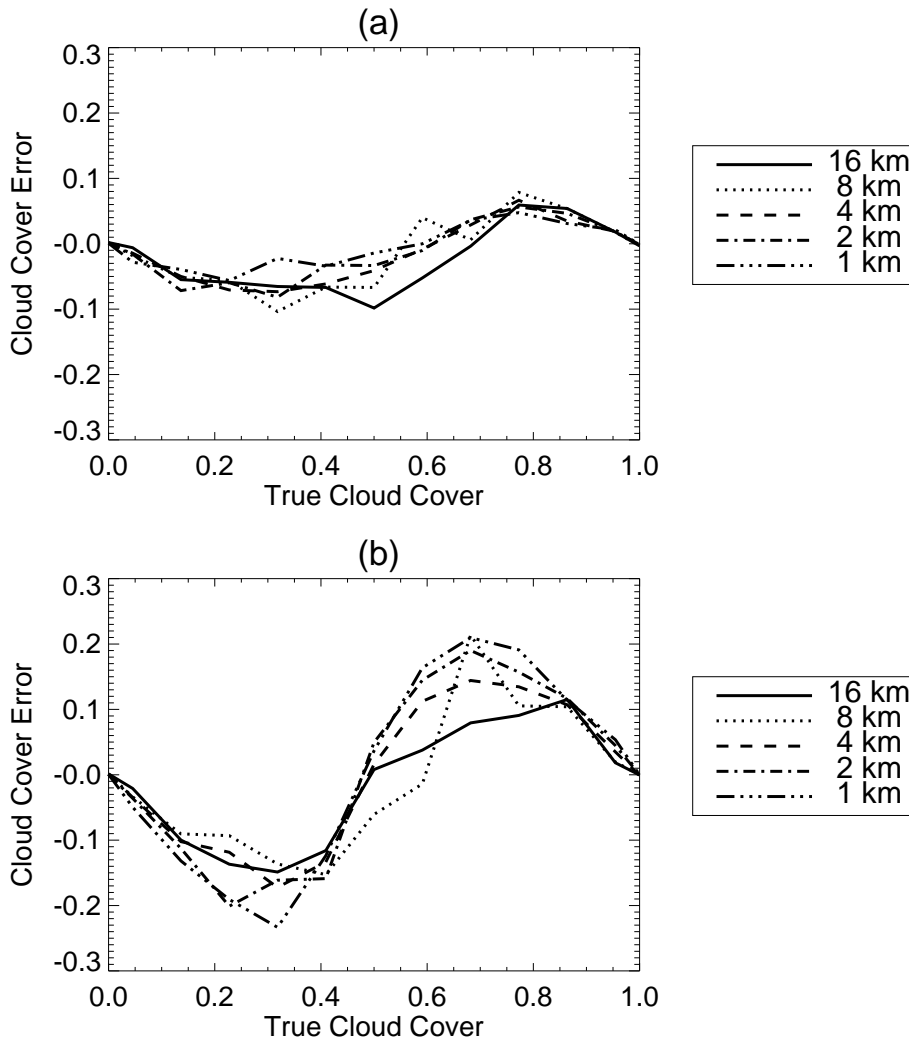 (a)
0.3
0.2
0.1
-0.0
-0.1
-0.2
-0.3
Cloud Cover Error
0.0 0.2 0.4 0.6 0.8 1.0
True Cloud Cover
16 km
8 km
4 km
2 km
1 km
(b)
0.3
0.2
0.1
-0.0
-0.1
-0.2
-0.3
Cloud Cover Error
0.0 0.2 0.4 0.6 0.8 1.0
True Cloud Cover
16 km
8 km
4 km
2 km
1 km